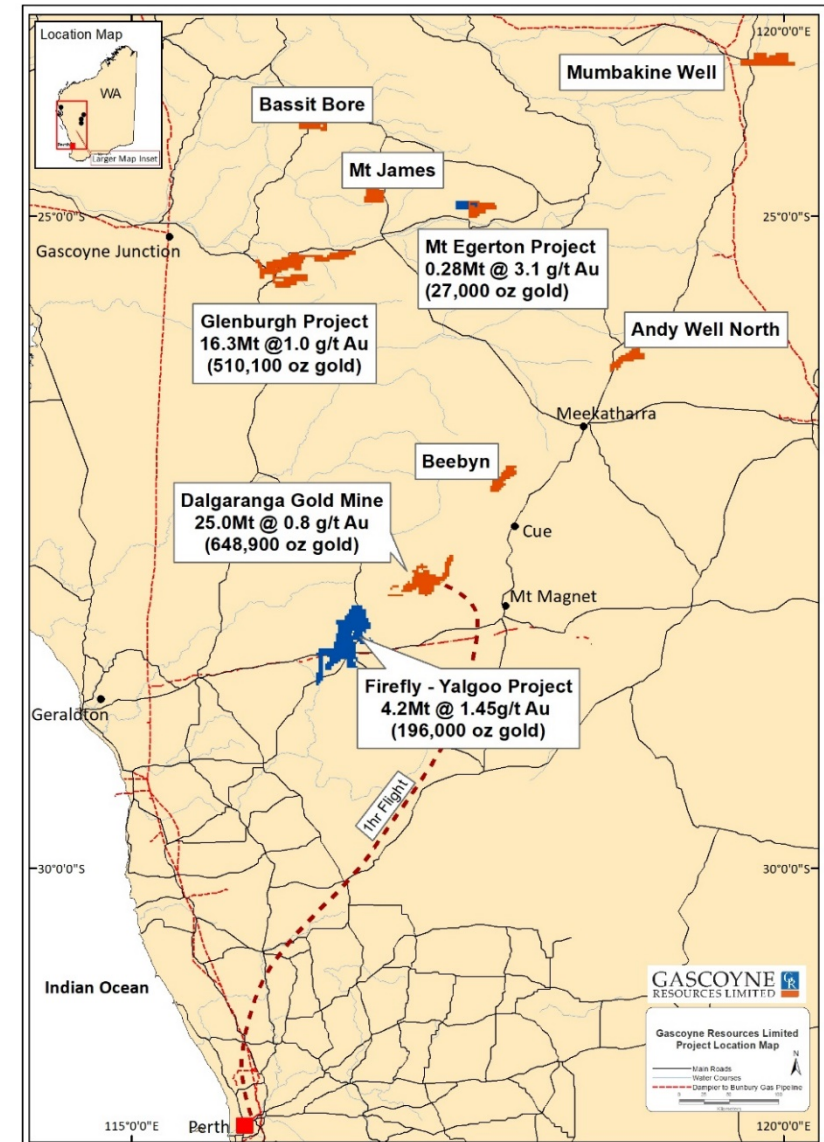 Location Map
WA
Perth
Larger Map Inset
120°0'0"E
Mumbakine Well
Bassit Bore
Mt James
25°0'0"S
25°0'0"S
Gascoyne Junction
Mt Egerton Project
0.28Mt @ 3.1 g/t Au
(27,000 oz gold)
Glenburgh Project
16.3Mt @1.0 g/t Au
(510,100 oz gold)
Andy Well North
Meekatharra
Beebyn
Dalgaranga Gold Mine
25.0Mt @ 0.8 g/t Au
(648,900 oz gold)
Cue
Mt Magnet
Firefly - Yalgoo Project
4.2Mt @ 1.45g/t Au
(196,000 oz gold)
Geraldton
1hr Flight
30°0'0"S
30°0'0"S
Indian Ocean
GASCOYNE
RESOURCES LIMITED
GR
Gascoyne Resources Limited
Project Location Map
N
Main Roads
Water Courses
Dampier to Bunbury Gas Pipeline
Kilometers
115°0'0"E
Perth
120°0'0"E